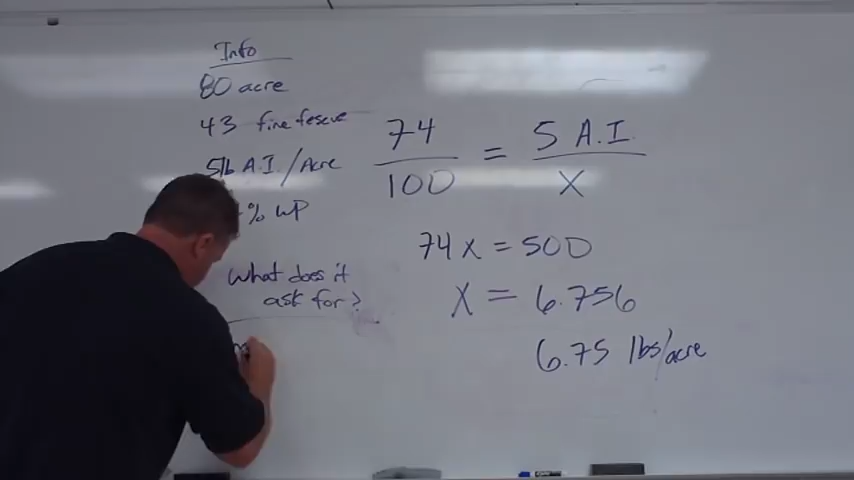 Info
80 acre
43 fine fescue
5lb A.I./Acre
% WP
What does it
ask for?
74
100
=
5 A.I.
X
74x = 500
X = 6.756
6.75 lbs/acre